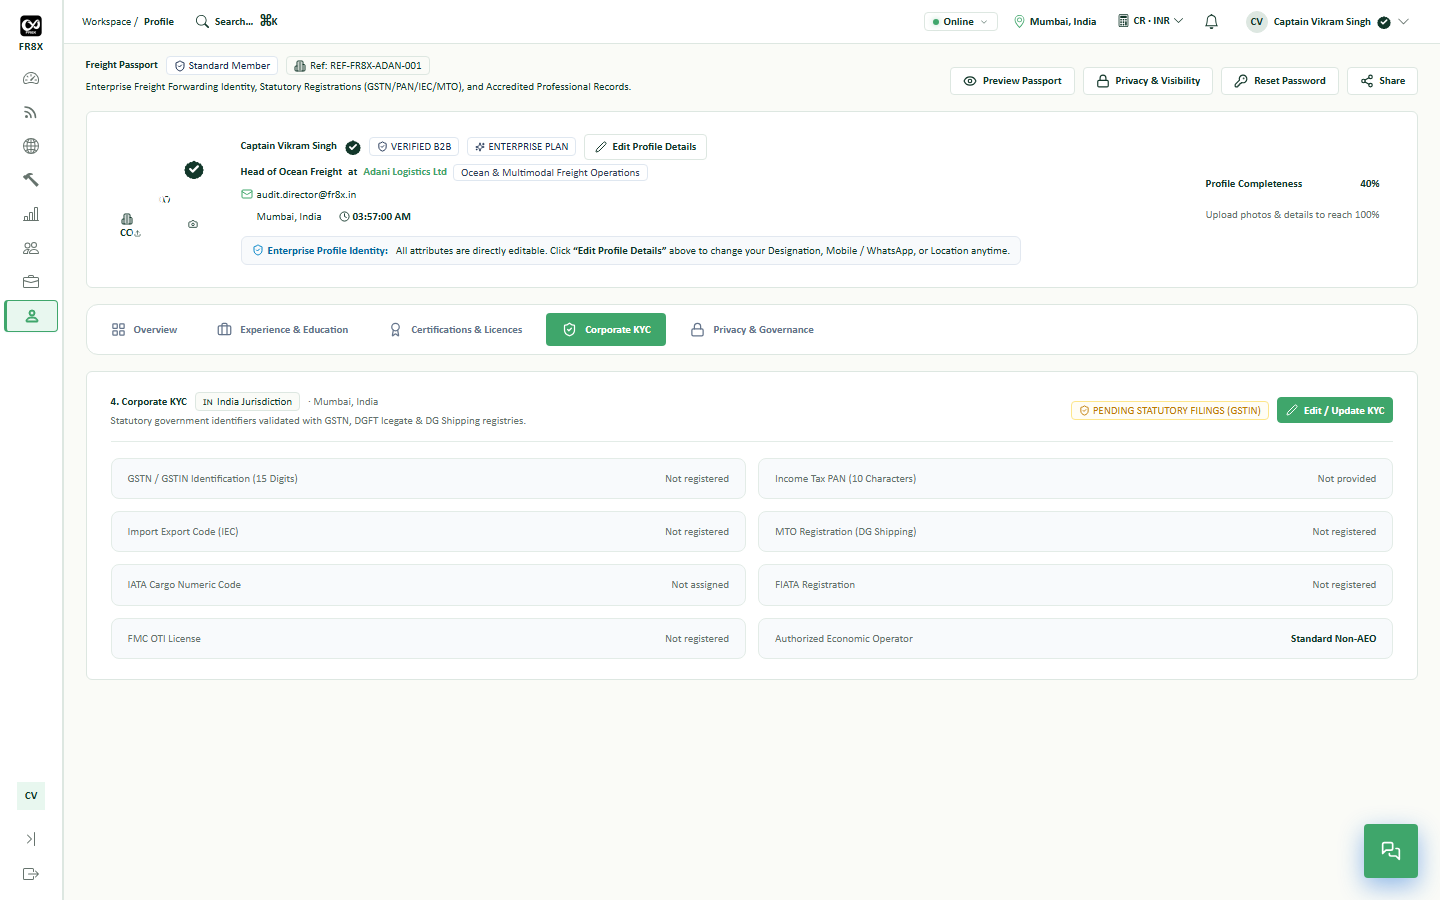 FR8X
Workspace / Profile
Search... ⌘K
Online
Mumbai, India
CR · INR
CV
Captain Vikram Singh
Freight Passport
Standard Member
Ref: REF-FR8X-ADAN-001
Enterprise Freight Forwarding Identity, Statutory Registrations (GSTN/PAN/IEC/MTO), and Accredited Professional Records.
Preview Passport
Privacy & Visibility
Reset Password
Share
Captain Vikram Singh
VERIFIED B2B
ENTERPRISE PLAN
Edit Profile Details
Head of Ocean Freight at Adani Logistics Ltd
Ocean & Multimodal Freight Operations
audit.director@fr8x.in
Mumbai, India
03:57:00 AM
CO
Enterprise Profile Identity: All attributes are directly editable. Click “Edit Profile Details” above to change your Designation, Mobile / WhatsApp, or Location anytime.
Profile Completeness 40%
Upload photos & details to reach 100%
Overview
Experience & Education
Certifications & Licences
Corporate KYC
Privacy & Governance
4. Corporate KYC
IN India Jurisdiction
· Mumbai, India
Statutory government identifiers validated with GSTN, DGFT Icegate & DG Shipping registries.
PENDING STATUTORY FILINGS (GSTIN)
Edit / Update KYC
GSTN / GSTIN Identification (15 Digits) Not registered
Income Tax PAN (10 Characters) Not provided
Import Export Code (IEC) Not registered
MTO Registration (DG Shipping) Not registered
IATA Cargo Numeric Code Not assigned
FIATA Registration Not registered
FMC OTI License Not registered
Authorized Economic Operator Standard Non-AEO
CV